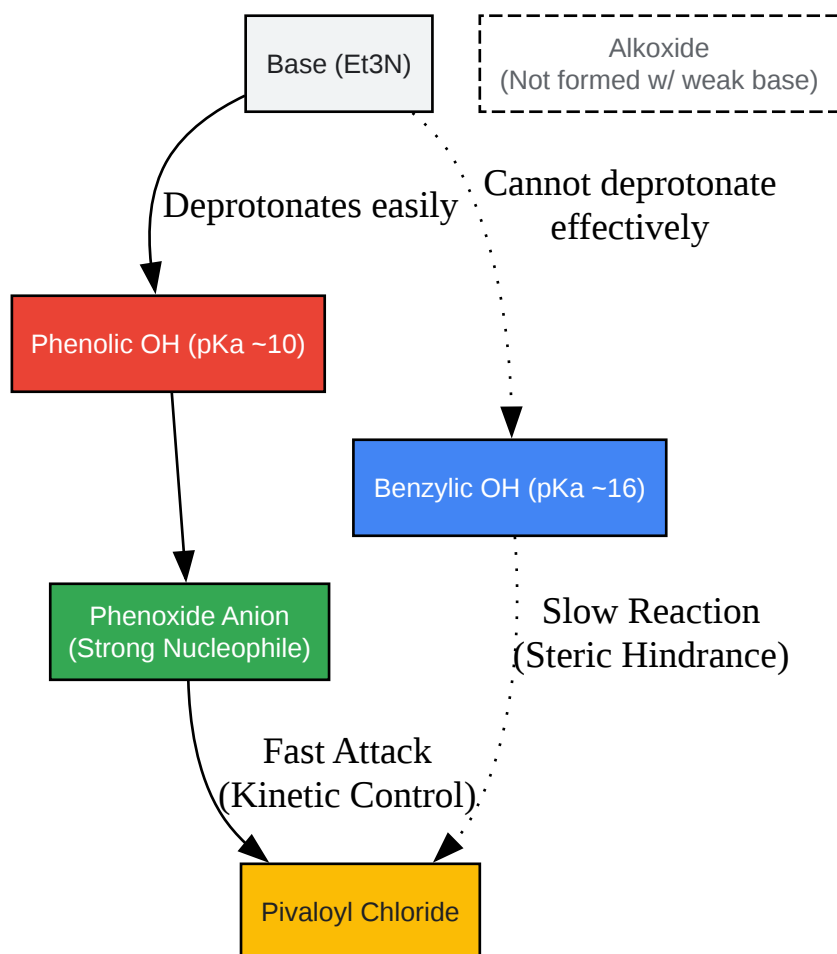 Base (Et3N)
Alkoxide
(Not formed w/ weak base)
Deprotonates easily
Cannot deprotonate
effectively
Phenolic OH (pKa ~10)
Benzylic OH (pKa ~16)
Phenoxide Anion
(Strong Nucleophile)
Slow Reaction
(Steric Hindrance)
Fast Attack
(Kinetic Control)
Pivaloyl Chloride